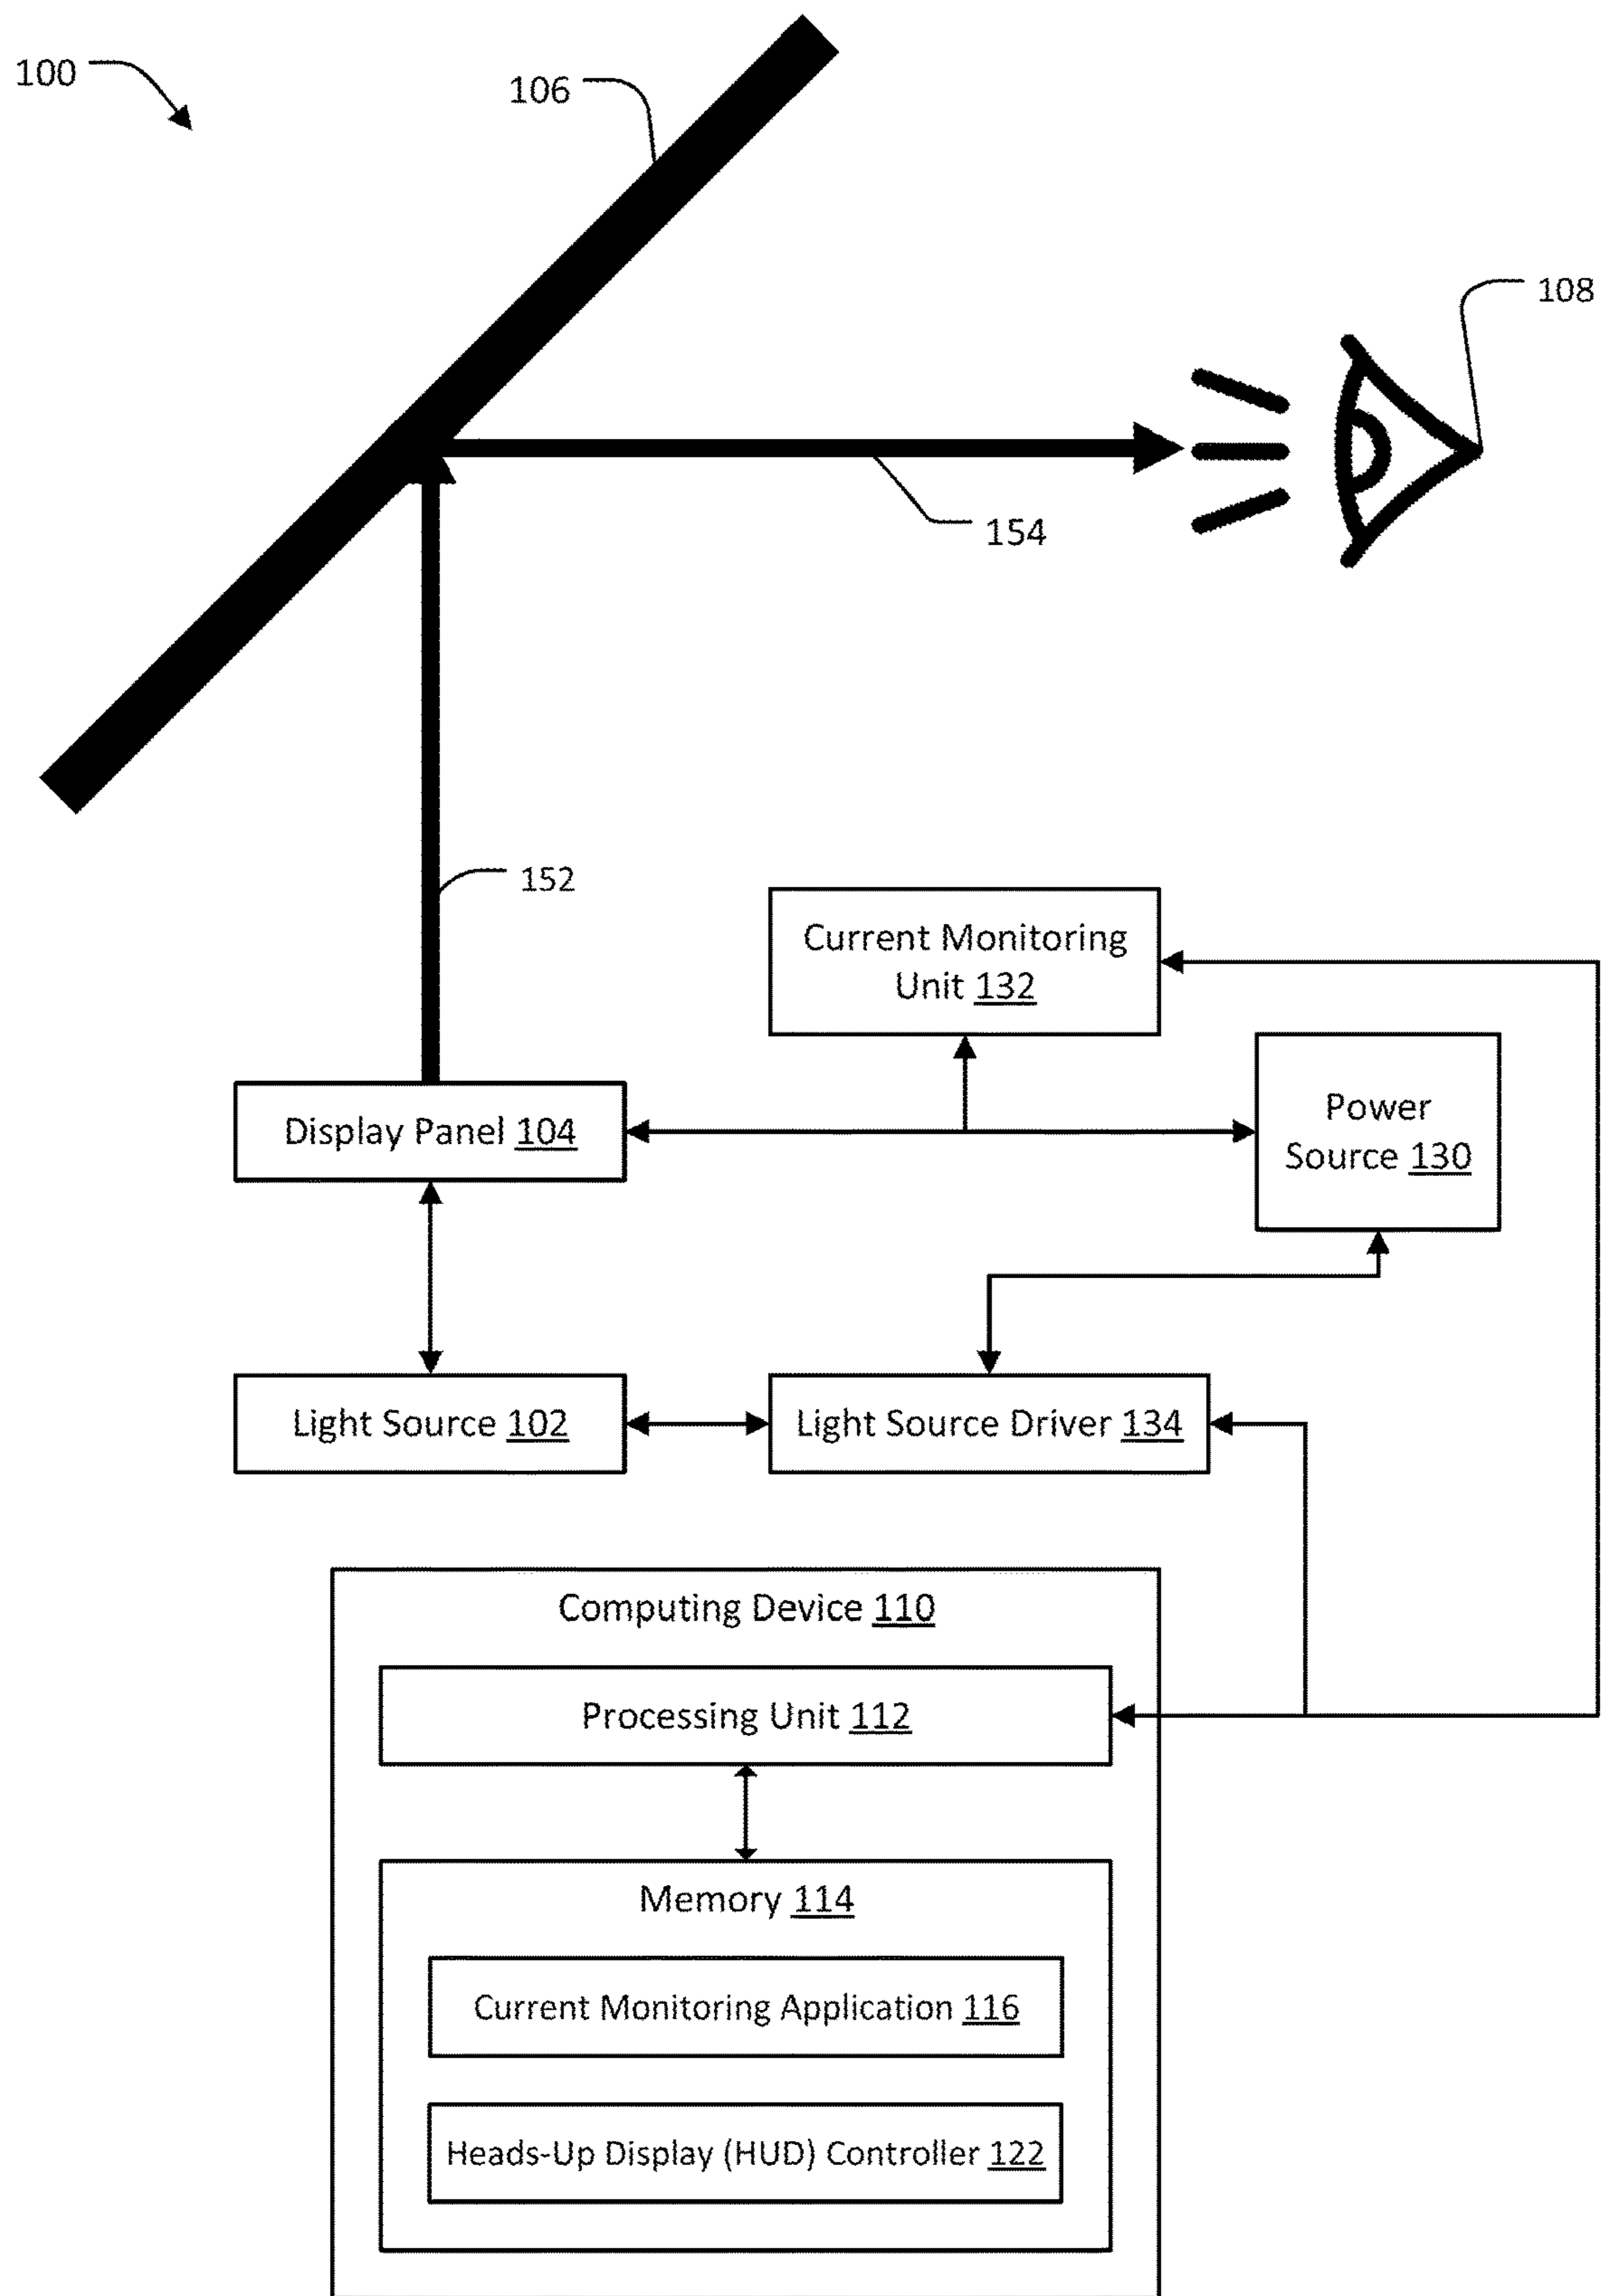 100
106
108
154
152
Current Monitoring
Unit 132
Display Panel 104
Power
Source 130
Light Source 102
Light Source Driver 134
Computing Device 110
Processing Unit 112
Memory 114
Current Monitoring Application 116
Heads-Up Display (HUD) Controller 122